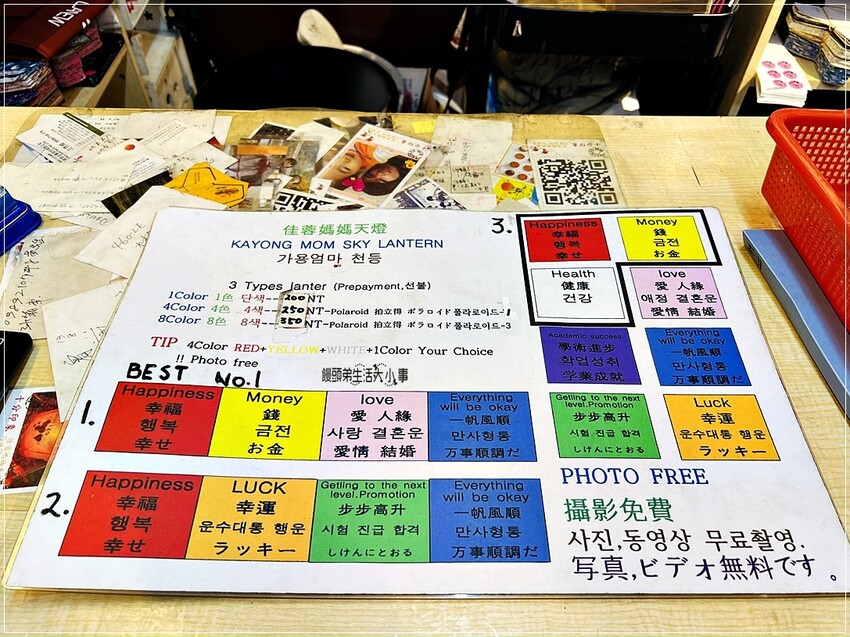 佳蓉媽媽天燈
KAYONG MOM SKY LANTERN
가용엄마 천등
3 Types lanter (Prepayment,선불)
1Color 1色 단색---200NT
4Color 4色 4색---250NT-Polaroid 拍立得 ポラロイド폴라로이드-1
8Color 8色 8색---350NT-Polaroid 拍立得 ポラロイド폴라로이드-3
TIP 4Color RED+YELLOW+WHITE+1Color Your Choice
!! Photo free
饅頭弟生活大小事
BEST No.1
1.
Happiness
幸福
행복
幸せ
Money
錢
금전
お金
love
愛 人緣
사랑 결혼운
愛情 結婚
Everything
will be okay
一帆風順
만사형통
万事順調だ
2.
Happiness
幸福
행복
幸せ
LUCK
幸運
운수대통 행운
ラッキー
Getling to the next
level.Promotion
步步高升
시험 진급 합격
しけんにとおる
Everything
will be okay
一帆風順
만사형통
万事順調だ
3.
Happiness
幸福
행복
幸せ
Money
錢
금전
お金
Health
健康
건강
love
愛 人緣
애정 결혼운
愛情 結婚
Academic success
學術進步
학업성취
学業成就
Everything
will be okay
一帆風順
만사형통
万事順調だ
Getling to the next
level.Promotion
步步高升
시험 진급 합격
しけんにとおる
Luck
幸運
운수대통 행운
ラッキー
PHOTO FREE
攝影免費
사진,동영상 무료촬영.
写真,ビデオ無料です。